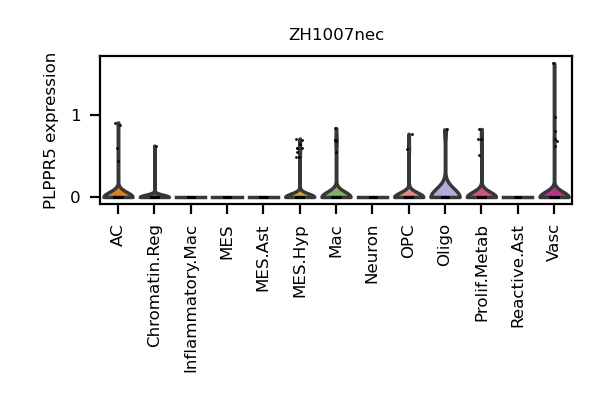 ZH1007nec
PLPPR5 expression
1
0
AC
Chromatin.Reg
Inflammatory.Mac
MES
MES.Ast
MES.Hyp
Mac
Neuron
OPC
Oligo
Prolif.Metab
Reactive.Ast
Vasc